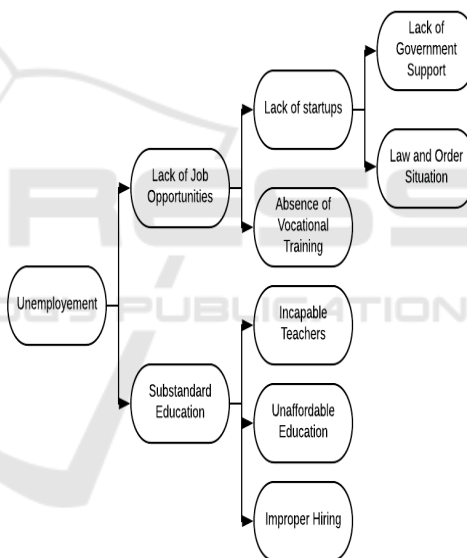 Lack of
Government
Support
Lack of startups
Law and Order
Situation
Lack of Job
Opportunities
Absence of
Vocational
Training
Unemployement
Incapable
Teachers
Substandard
Education
Unaffordable
Education
Improper Hiring